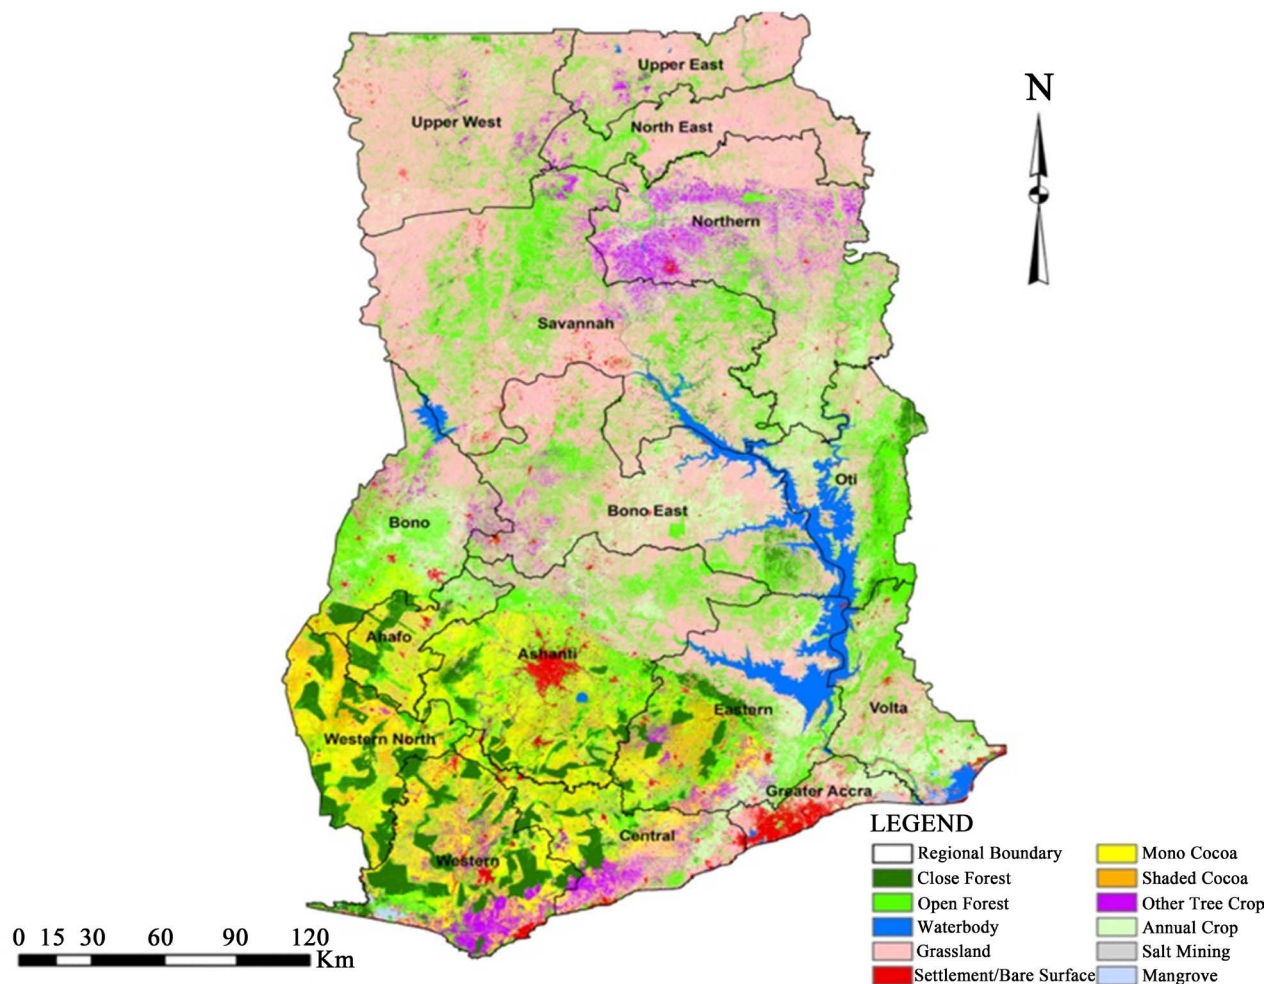 Upper East
N
Upper West
North East
Northern
Savannah
Oti
Bono East
Bono
Ahafo
Ashanti
Eastern
Volta
Western North
Greater Accra
Central
Western
LEGEND
Regional Boundary
Close Forest
Open Forest
Waterbody
Grassland
Settlement/Bare Surface
Mono Cocoa
Shaded Cocoa
Other Tree Crop
Annual Crop
Salt Mining
Mangrove
0 15 30 60 90 120
Km